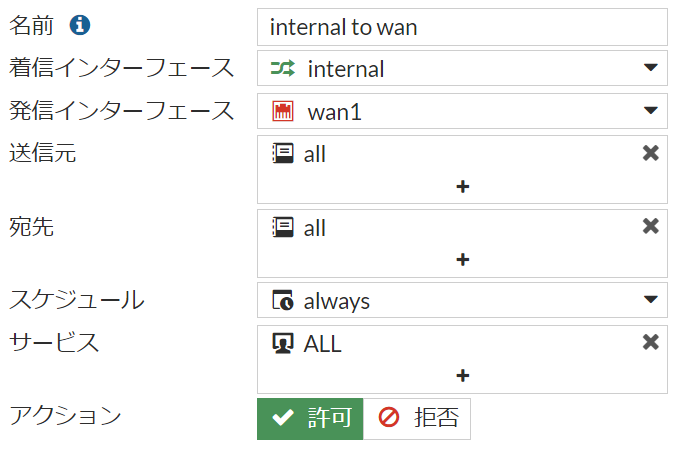 名前 internal to wan
着信インターフェース internal
発信インターフェース wan1
送信元 all
宛先 all
スケジュール always
サービス ALL
アクション 許可 拒否